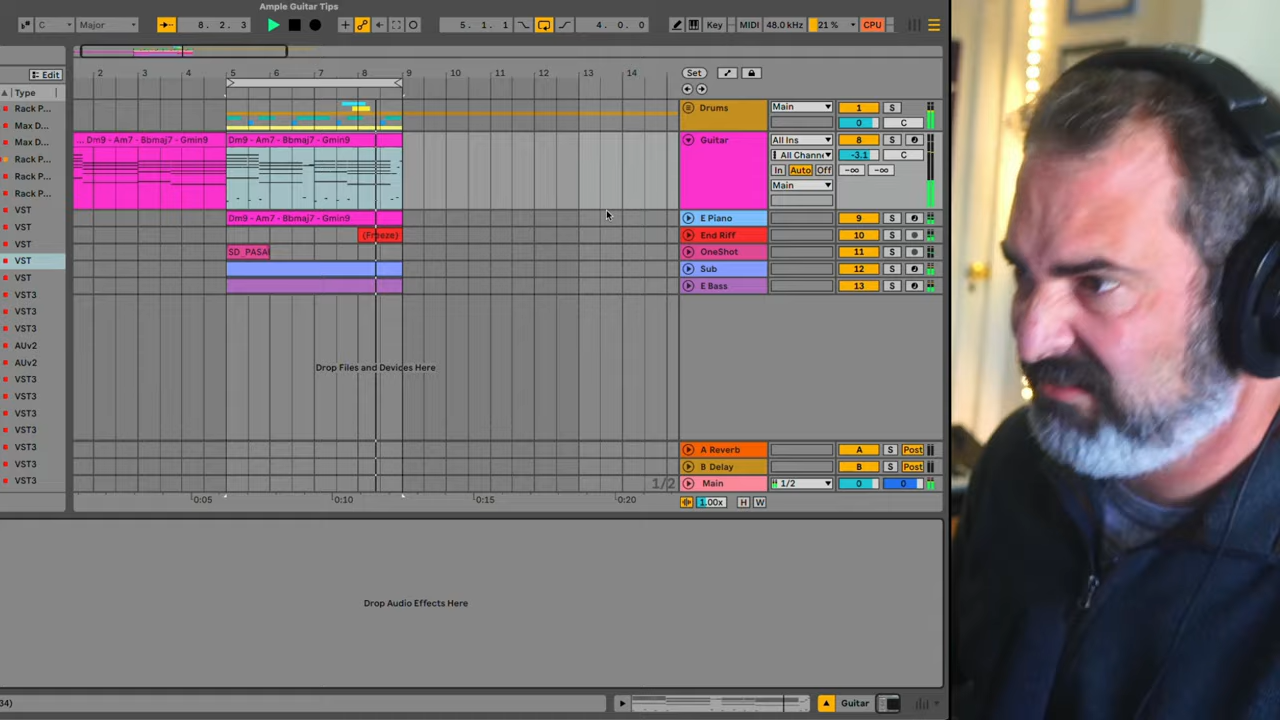 Ample Guitar Tips
C... Major 8. 2. 3 5. 1. 1 4. 0. 0 Key MIDI 48.0 kHz 21 % CPU
Edit 2 3 4 5 6 7 8 9 10 11 12 13 14 Set
Type
Rack P... Drums Main 1 S
Max D... 0 C
Max D... ... Dm9 - Am7 - Bbmaj7 - Gmin9 Dm9 - Am7 - Bbmaj7 - Gmin9 Guitar All Ins 8 S
Rack P... All Channe -3.1 C
Rack P... In Auto Off -∞ -∞
Rack P... Main
VST
VST Dm9 - Am7 - Bbmaj7 - Gmin9 E Piano 9 S
VST (Freeze) End Riff 10 S
VST SD_PASA OneShot 11 S
VST Sub 12 S
VST3 E Bass 13 S
VST3
VST3
AUv2
AUv2 Drop Files and Devices Here
VST3
VST3
VST3
VST3
VST3 A Reverb A S Post
VST3 B Delay B S Post
VST3 1/2 Main 1/2 0 0
0:05 0:10 0:15 0:20 1.00x H W
Drop Audio Effects Here
34) Guitar